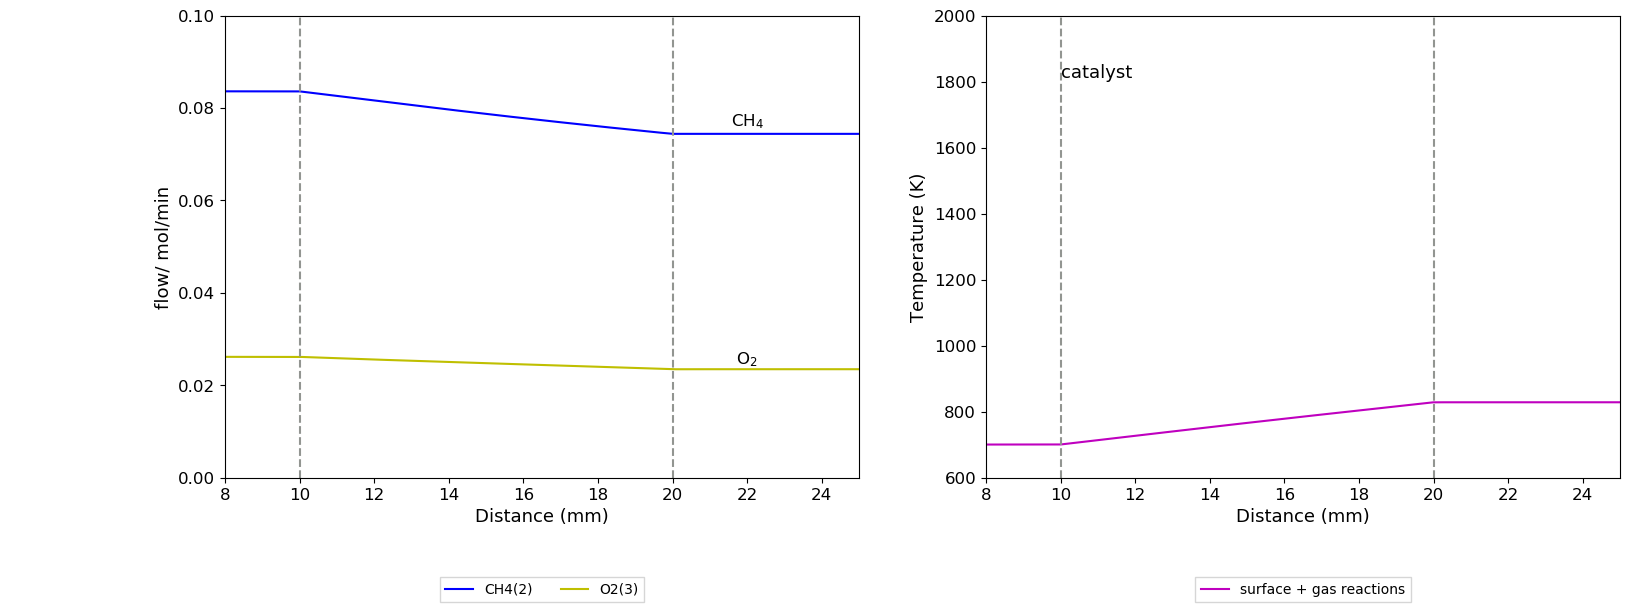 0.10
0.08
0.06
0.04
0.02
0.00
flow/ mol/min
CH₄
O₂
8 10 12 14 16 18 20 22 24
Distance (mm)
CH4(2) O2(3)
2000
1800
1600
1400
1200
1000
800
600
Temperature (K)
catalyst
8 10 12 14 16 18 20 22 24
Distance (mm)
surface + gas reactions